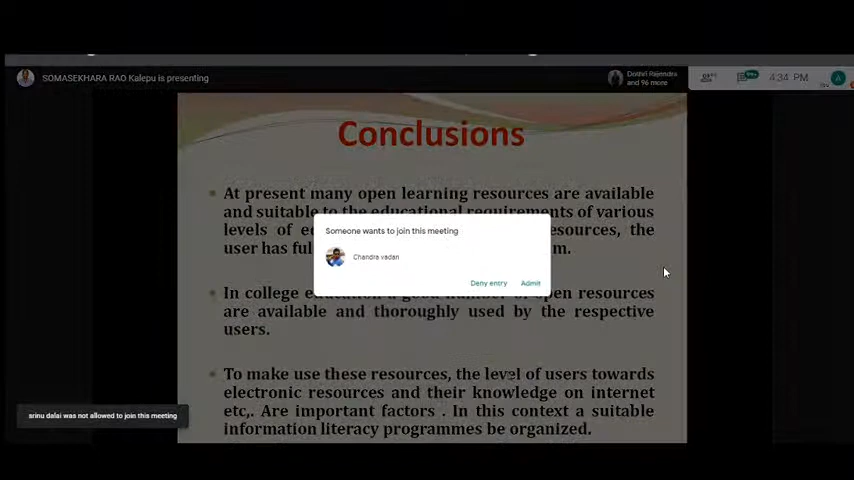 SOMASEKHARA RAO Kalepu is presenting
Dothri Rajendra
and 96 more
4:34 PM
A
Conclusions
At present many open learning resources are available
and suitable to the educational requirements of various
levels of e
esources, the
user has ful
m.
Someone wants to join this meeting
Chandra vadan
Deny entry Admit
In college education a good number of open resources
are available and thoroughly used by the respective
users.
To make use these resources, the level of users towards
electronic resources and their knowledge on internet
etc,. Are important factors . In this context a suitable
information literacy programmes be organized.
srinu dalai was not allowed to join this meeting